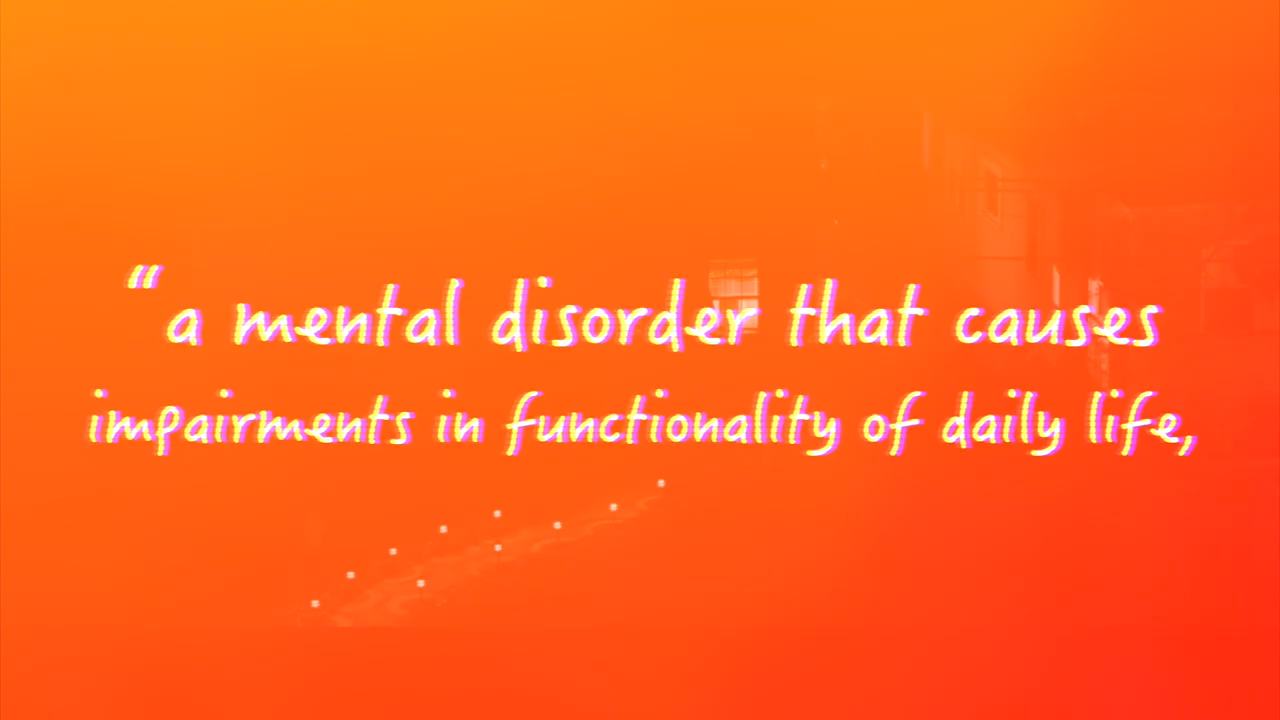 “a mental disorder that causes
impairments in functionality of daily life,